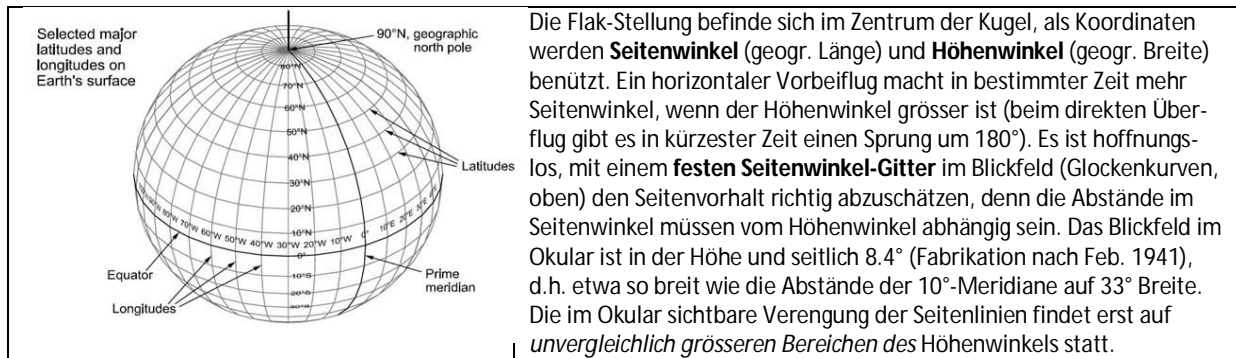 Selected major
latitudes and
longitudes on
Earth's surface
90°N, geographic
north pole
80°N
70°N
60°N
50°N
40°N
30°N
20°N
10°N
0°
10°S
20°S
Latitudes
90°W 80°W 70°W 60°W 50°W 40°W 30°W 20°W 10°W 0° 10°E 20°E 30°E
Equator
Longitudes
Prime
meridian
Die Flak-Stellung befinde sich im Zentrum der Kugel, als Koordinaten
werden Seitenwinkel (geogr. Länge) und Höhenwinkel (geogr. Breite)
benützt. Ein horizontaler Vorbeiflug macht in bestimmter Zeit mehr
Seitenwinkel, wenn der Höhenwinkel grösser ist (beim direkten Über-
flug gibt es in kürzester Zeit einen Sprung um 180°). Es ist hoffnungs-
los, mit einem festen Seitenwinkel-Gitter im Blickfeld (Glockenkurven,
oben) den Seitenvorhalt richtig abzuschätzen, denn die Abstände im
Seitenwinkel müssen vom Höhenwinkel abhängig sein. Das Blickfeld im
Okular ist in der Höhe und seitlich 8.4° (Fabrikation nach Feb. 1941),
d.h. etwa so breit wie die Abstände der 10°-Meridiane auf 33° Breite.
Die im Okular sichtbare Verengung der Seitenlinien findet erst auf
unvergleichlich grösseren Bereichen des Höhenwinkels statt.